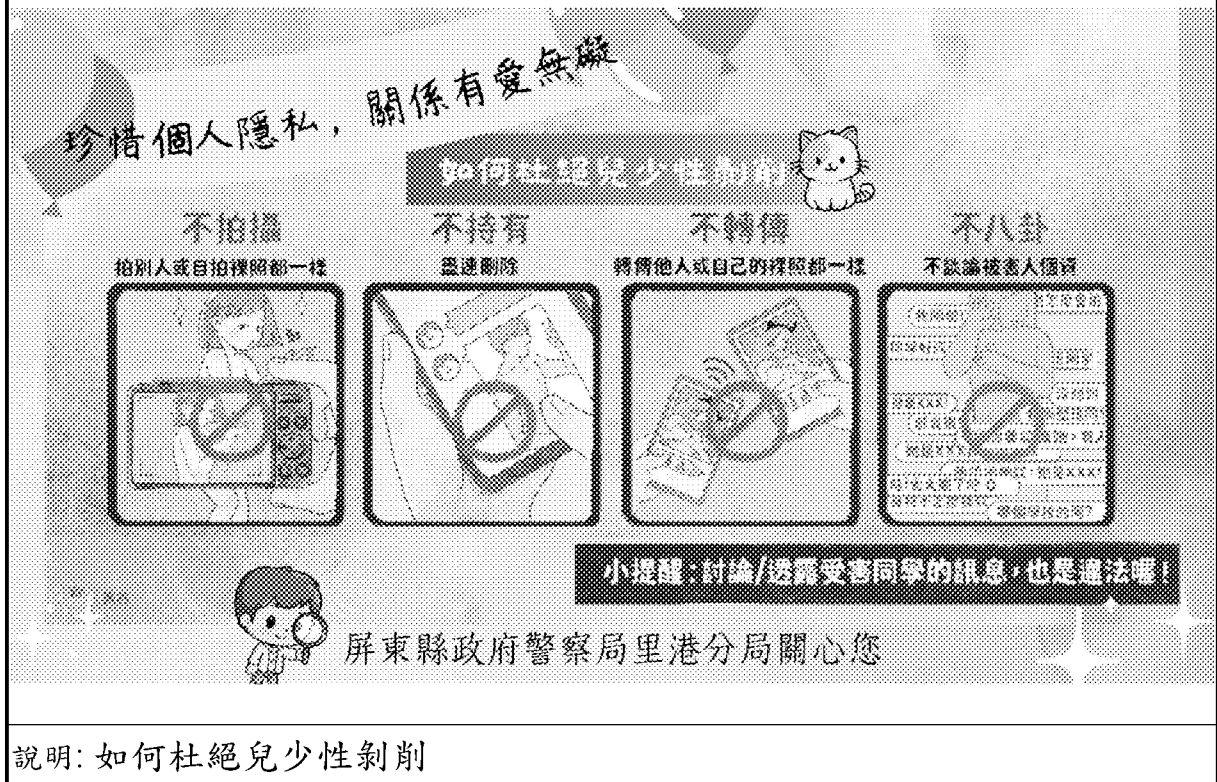 珍惜個人隱私，關係有愛無礙
如何杜絕兒少性剝削
不拍攝
拍別人或自拍裸照都一樣
不持有
盡速刪除
不轉傳
轉傳他人或自己的裸照都一樣
不八卦
不談論被害人個資
小提醒：討論/透露受害同學的訊息，也是違法喔！
屏東縣政府警察局里港分局關心您
說明: 如何杜絕兒少性剝削